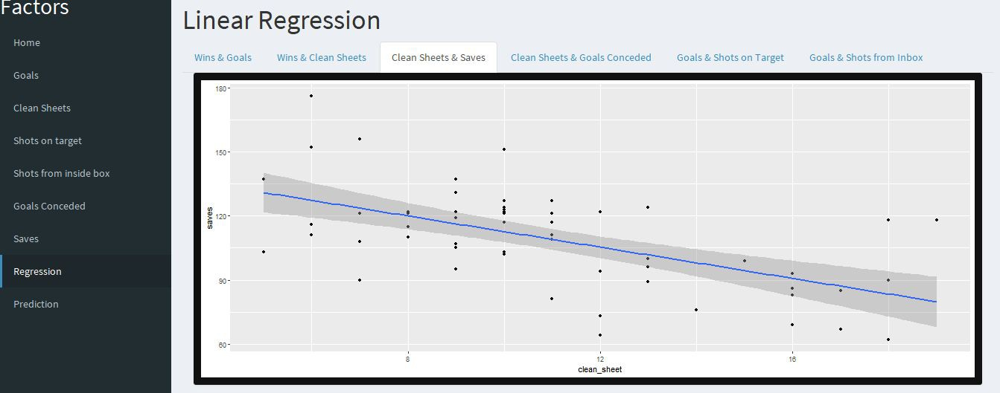 Factors
Home
Goals
Clean Sheets
Shots on target
Shots from inside box
Goals Conceded
Saves
Regression
Prediction
Linear Regression
Wins & Goals
Wins & Clean Sheets
Clean Sheets & Saves
Clean Sheets & Goals Conceded
Goals & Shots on Target
Goals & Shots from Inbox
180
150
120
90
60
saves
8
12
16
clean_sheet